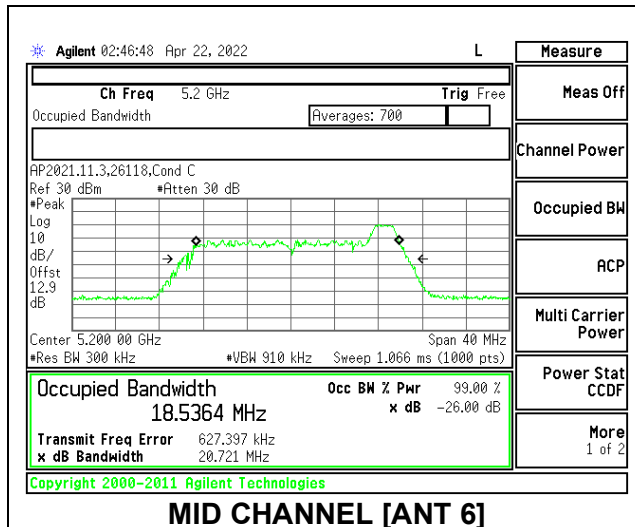 Agilent 02:46:48 Apr 22, 2022 L Measure
Ch Freq 5.2 GHz Trig Free
Meas Off
Occupied Bandwidth Averages: 700
Channel Power
AP2021.11.3,26118,Cond C
Ref 30 dBm #Atten 30 dB
#Peak
Log
10
dB/
Offst
12.9
dB
Occupied BW
ACP
Multi Carrier
Power
Center 5.200 00 GHz Span 40 MHz
#Res BW 300 kHz #VBW 910 kHz Sweep 1.066 ms (1000 pts)
Power Stat
CCDF
Occupied Bandwidth Occ BW % Pwr 99.00 %
18.5364 MHz x dB -26.00 dB
Transmit Freq Error 627.397 kHz
x dB Bandwidth 20.721 MHz
More
1 of 2
Copyright 2000-2011 Agilent Technologies
MID CHANNEL [ANT 6]